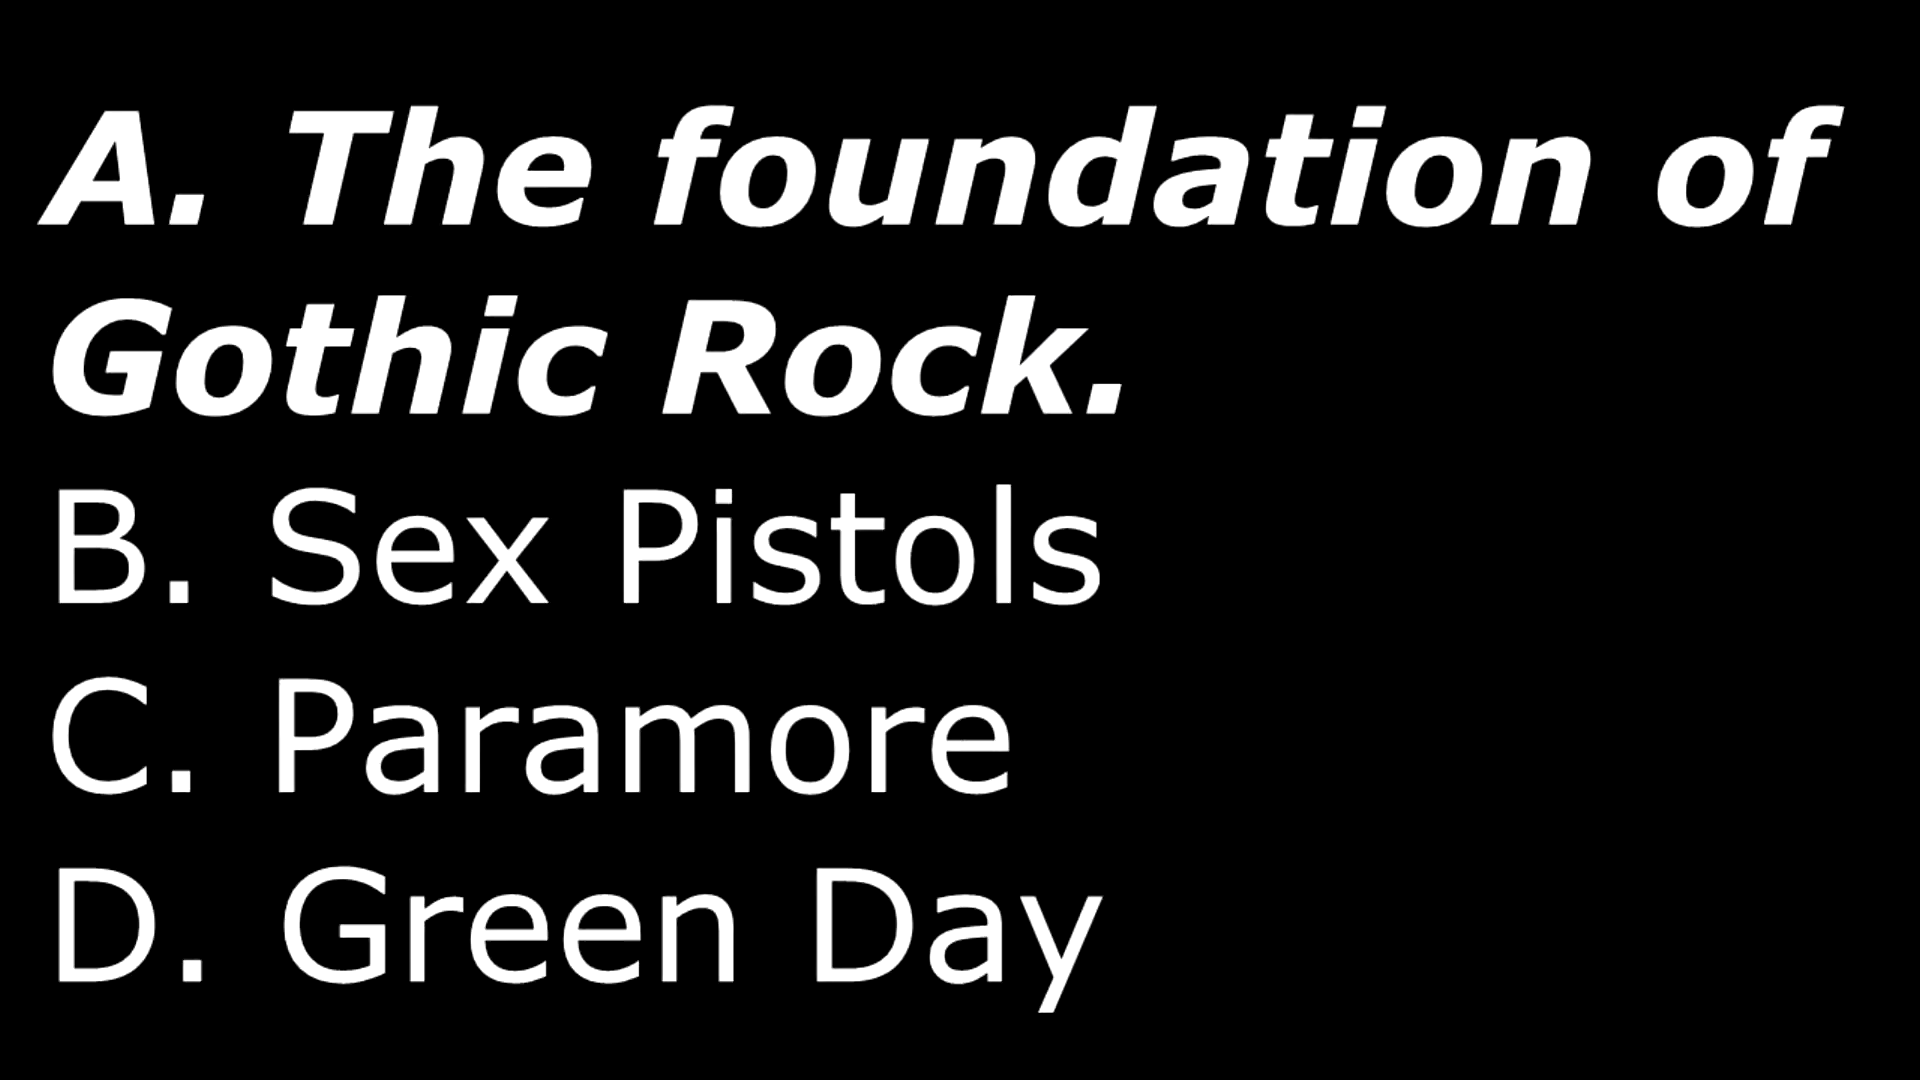 A. The foundation of
Gothic Rock.
B. Sex Pistols
C. Paramore
D. Green Day